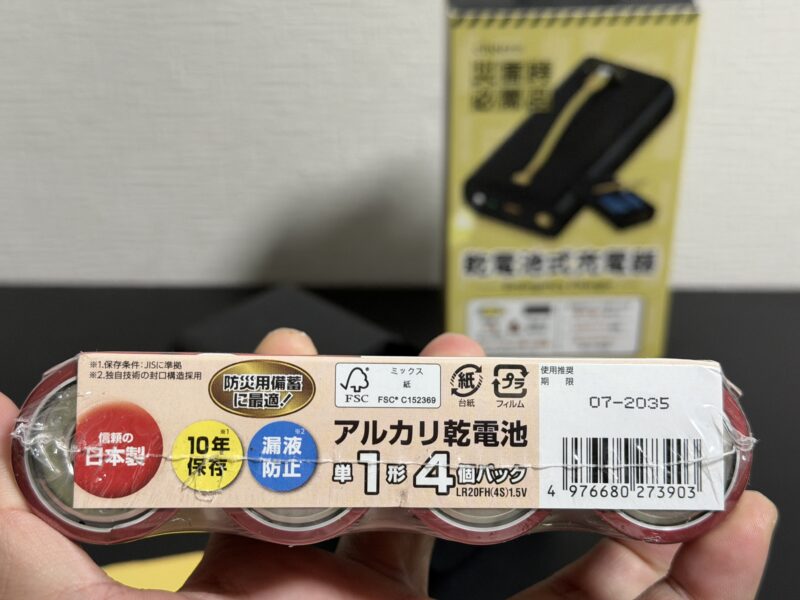 災害時
必需品
乾電池式充電器
※1.保存条件:JISに準拠
※2.独自技術の封口構造採用
防災用備蓄
に最適!
FSC
ミックス
紙
FSC® C152369
紙
台紙
プラ
フィルム
使用推奨
期 限
07-2035
信頼の
日本製
※1
10年
保存
※2
漏液
防止
アルカリ乾電池
単1形4個パック
LR20FH(4S)1.5V
4 976680 273903